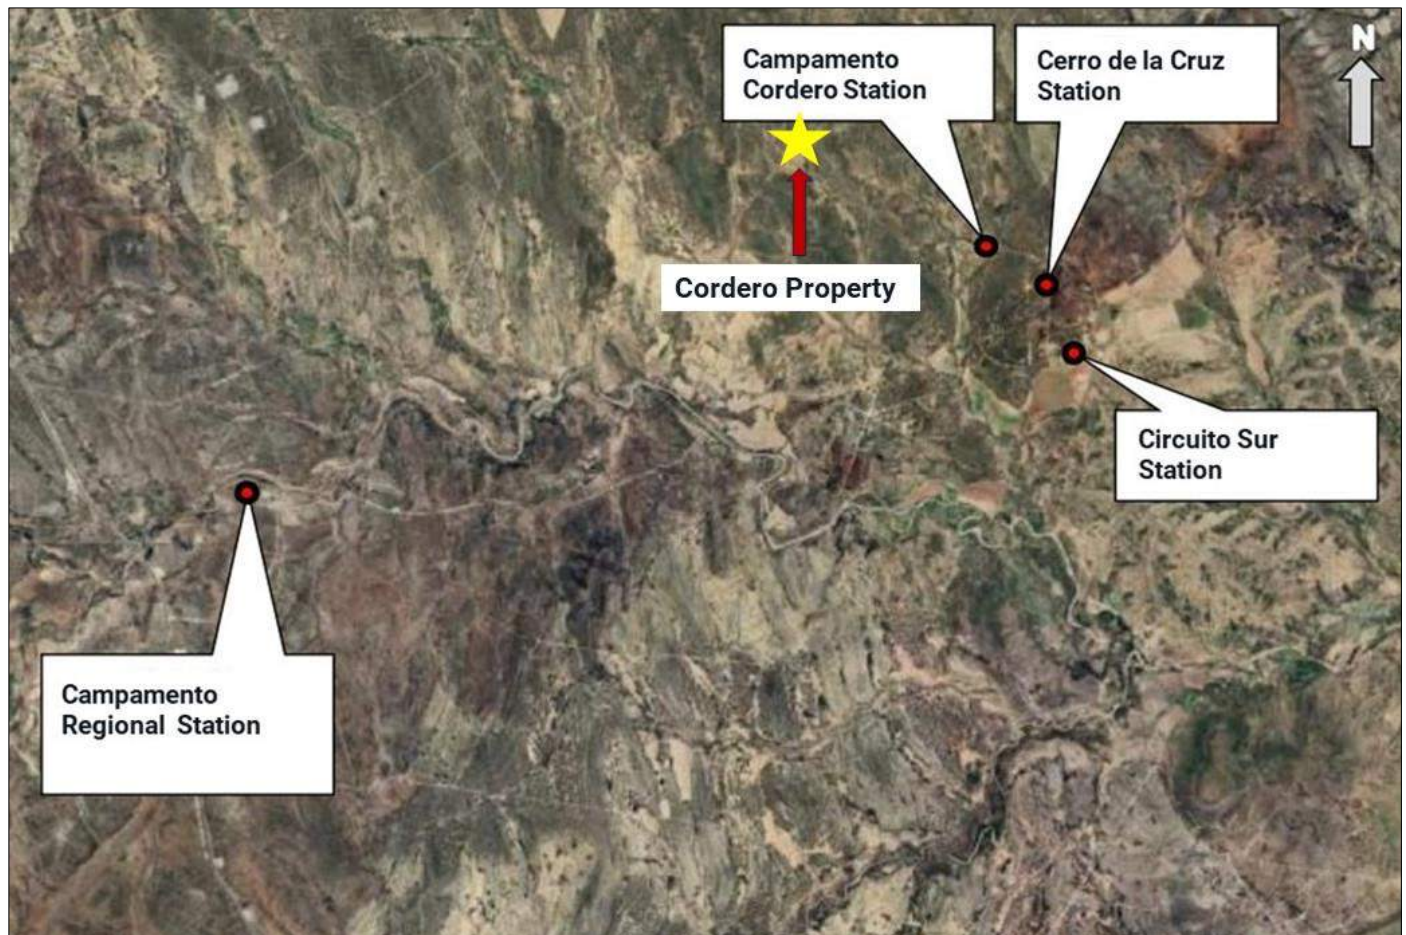 Campamento
Cordero Station
Cerro de la Cruz
Station
N
Cordero Property
Circuito Sur
Station
Campamento
Regional Station